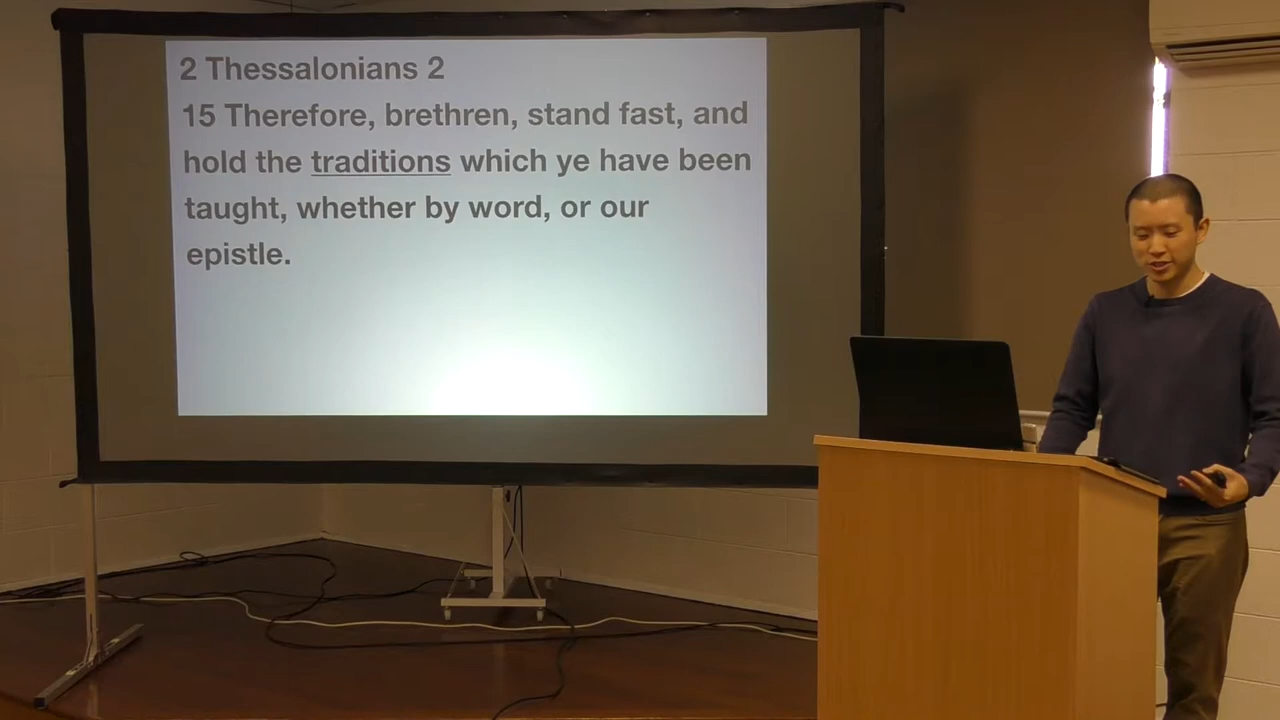 2 Thessalonians 2
15 Therefore, brethren, stand fast, and
hold the traditions which ye have been
taught, whether by word, or our
epistle.